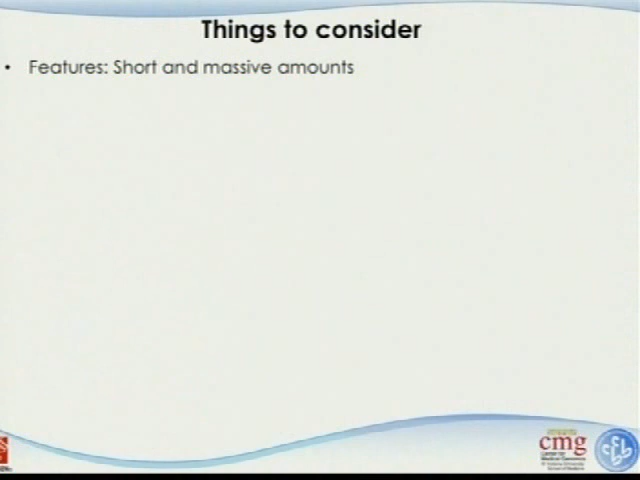 Things to consider
• Features: Short and massive amounts
cmg